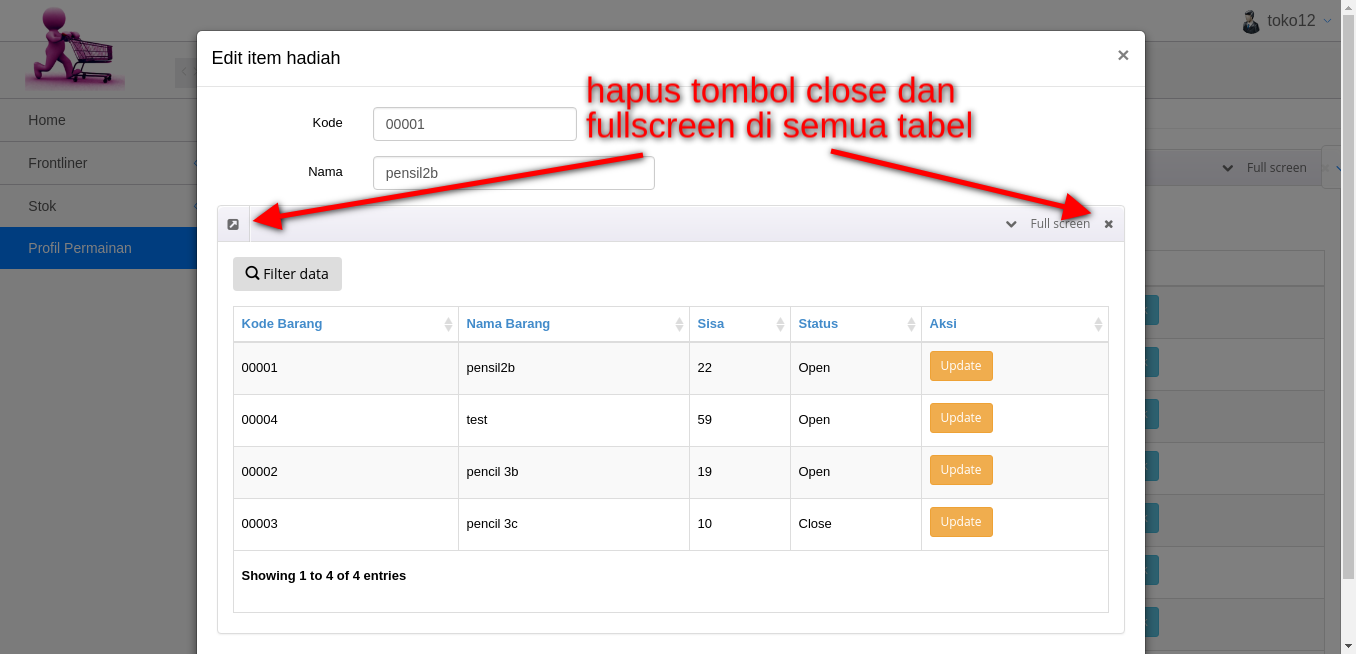 toko12
Edit item hadiah
×
hapus tombol close dan
fullscreen di semua tabel
Home
Kode
00001
Frontliner
Nama
pensil2b
Full screen
Stok
Full screen
Profil Permainan
Filter data
Kode Barang Nama Barang Sisa Status Aksi
00001 pensil2b 22 Open Update
00004 test 59 Open Update
00002 pencil 3b 19 Open Update
00003 pencil 3c 10 Close Update
Showing 1 to 4 of 4 entries